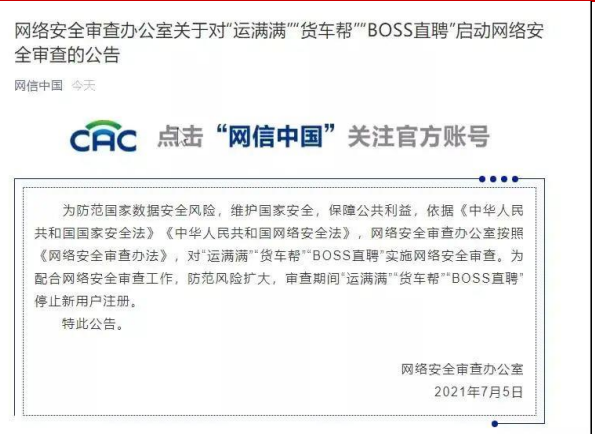 网络安全审查办公室关于对“运满满”“货车帮”“BOSS直聘”启动网络安
全审查的公告
网信中国 今天
CAC 点击“网信中国”关注官方账号
为防范国家数据安全风险，维护国家安全，保障公共利益，依据《中华人民
共和国国家安全法》《中华人民共和国网络安全法》，网络安全审查办公室按照
《网络安全审查办法》，对“运满满”“货车帮”“BOSS直聘”实施网络安全审查。为
配合网络安全审查工作，防范风险扩大，审查期间“运满满”“货车帮”“BOSS直聘”
停止新用户注册。
特此公告。
网络安全审查办公室
2021年7月5日